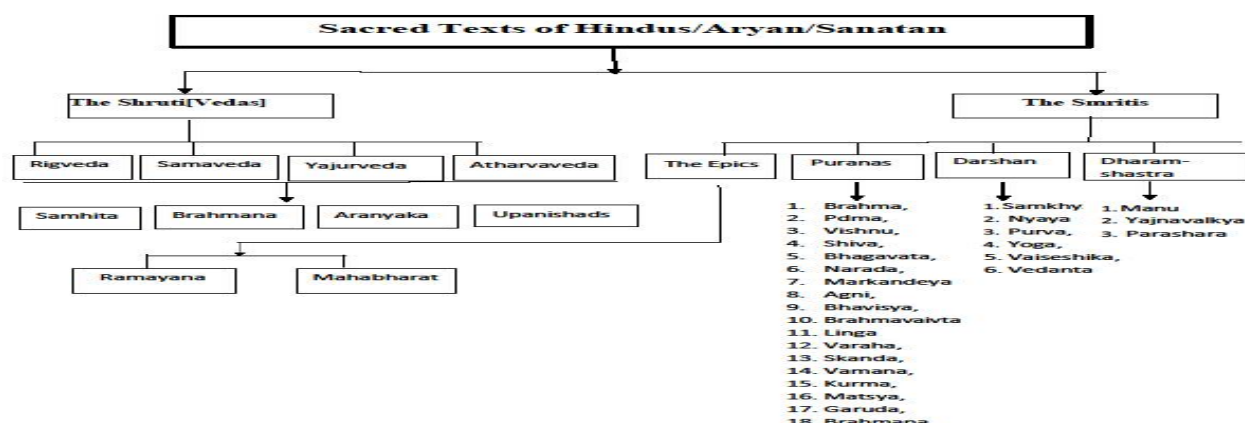 Sacred Texts of Hindus/Aryan/Sanatan
The Shruti[Vedas]
The Smritis
Rigveda
Samaveda
Yajurveda
Atharvaveda
The Epics
Puranas
Darshan
Dharam-
shastra
Samhita
Brahmana
Aranyaka
Upanishads
Ramayana
Mahabharat
1. Brahma,
2. Pdma,
3. Vishnu,
4. Shiva,
5. Bhagavata,
6. Narada,
7. Markandeya
8. Agni,
9. Bhavisya,
10. Brahmavaivta
11. Linga
12. Varaha,
13. Skanda,
14. Vamana,
15. Kurma,
16. Matsya,
17. Garuda,
18. Brahmana
1. Samkhy
2. Nyaya
3. Purva,
4. Yoga,
5. Vaiseshika,
6. Vedanta
1. Manu
2. Yajnavalkya
3. Parashara